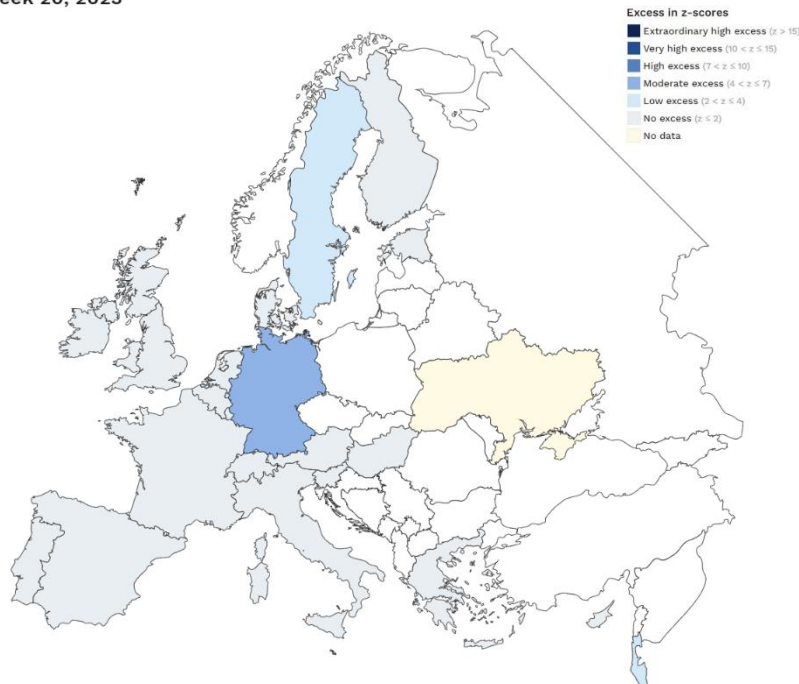 Excess in z-scores
Extraordinary high excess (z > 15)
Very high excess (10 < z ≤ 15)
High excess (7 < z ≤ 10)
Moderate excess (4 < z ≤ 7)
Low excess (2 < z ≤ 4)
No excess (z ≤ 2)
No data